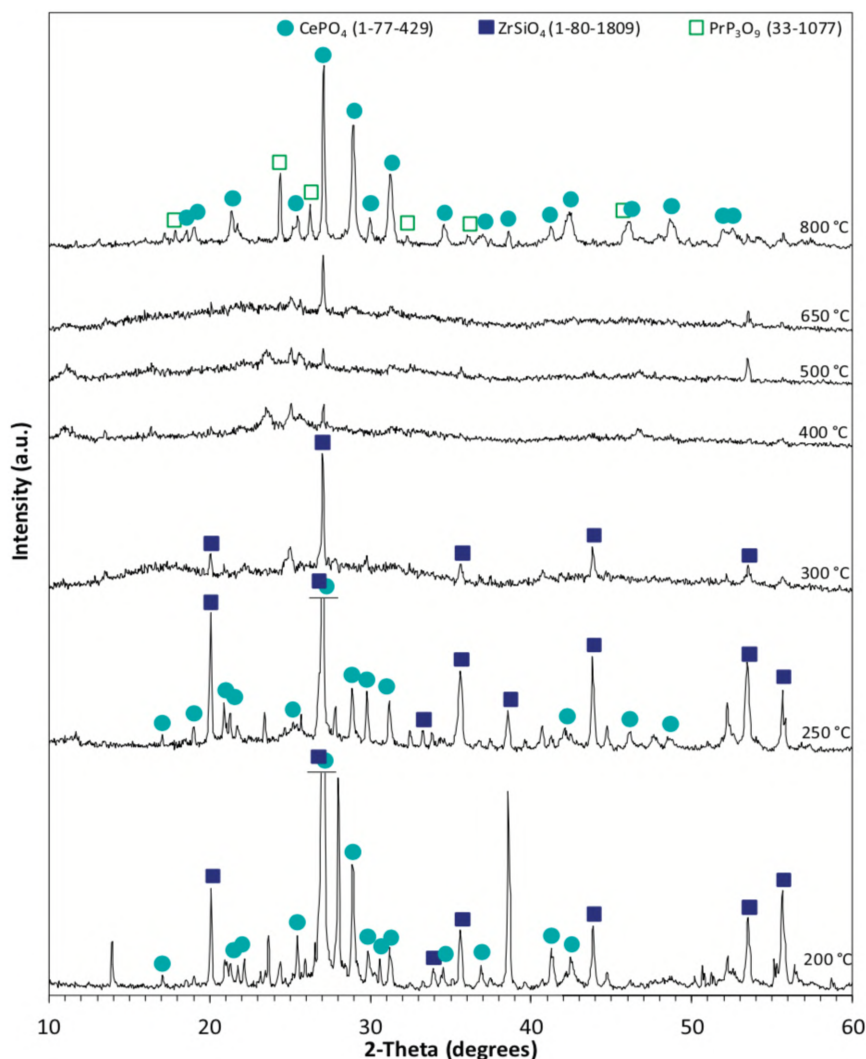 CePO₄ (1-77-429) ZrSiO₄ (1-80-1809) PrP₃O₉ (33-1077)
800 °C
650 °C
500 °C
400 °C
300 °C
250 °C
200 °C
Intensity (a.u.)
10 20 30 40 50 60
2-Theta (degrees)